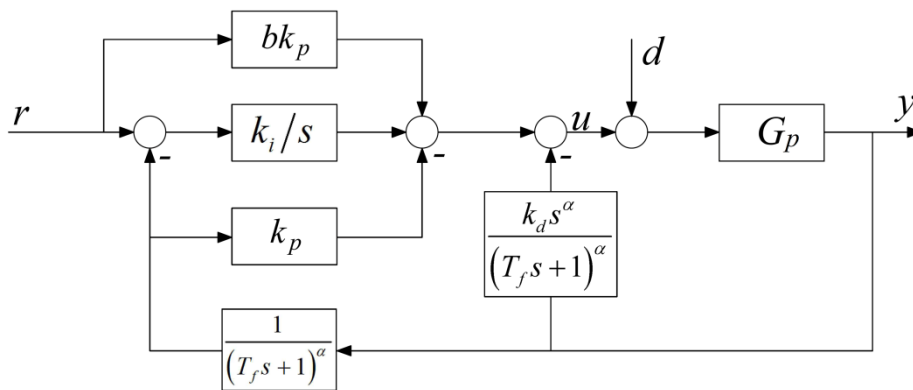 bk_p
d
r
k_i/s
-
-
u
-
G_p
y
k_p
k_d s^α
(T_f s+1)^α
1
(T_f s+1)^α